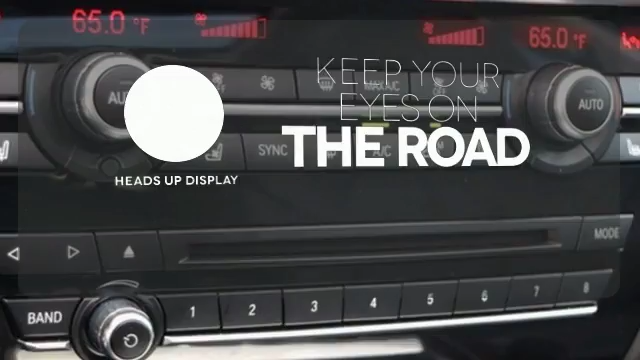 65.0 °F
65.0 °F
KEEP YOUR
EYES ON
THE ROAD
HEADS UP DISPLAY
MAX A/C
AUTO
SYNC
A/C
MODE
BAND
1 2 3 4 5 6 7 8